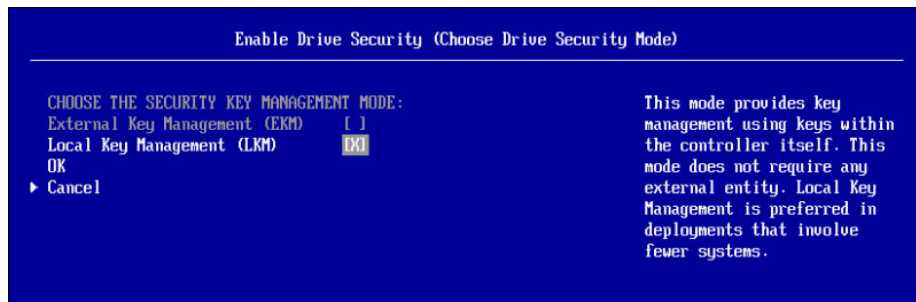 Enable Drive Security (Choose Drive Security Mode)
CHOOSE THE SECURITY KEY MANAGEMENT MODE:
External Key Management (EKM) [ ]
Local Key Management (LKM) [X]
OK
▶ Cancel
This mode provides key
management using keys within
the controller itself. This
mode does not require any
external entity. Local Key
Management is preferred in
deployments that involve
fewer systems.